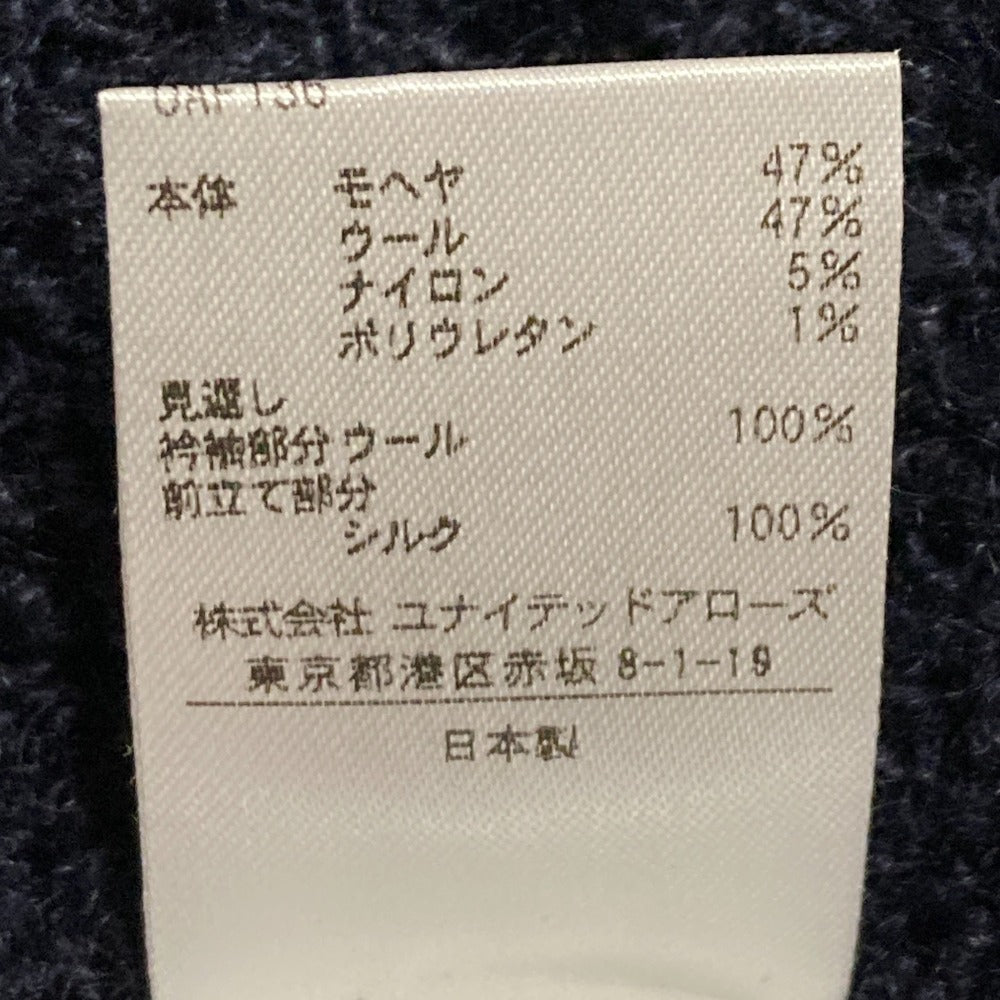 本体 モヘヤ 47%
ウール 47%
ナイロン 5%
ポリウレタン 1%
見返し
衿袖部分 ウール 100%
前立て部分
シルク 100%
株式会社 ユナイテッドアローズ
東京都港区赤坂 8-1-19
日本製